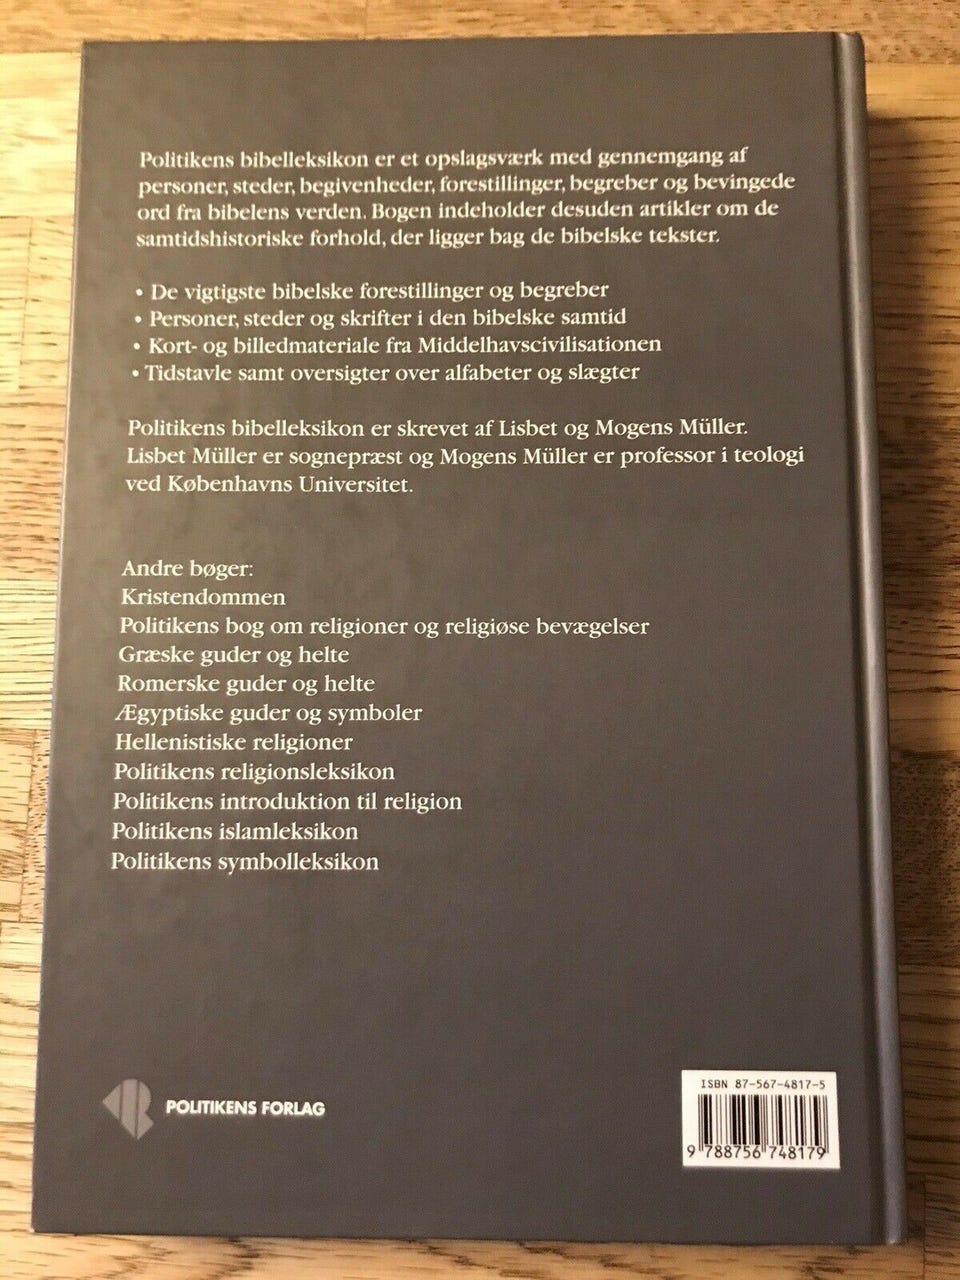 Politikens bibelleksikon er et opslagsværk med gennemgang af
personer, steder, begivenheder, forestillinger, begreber og bevingede
ord fra bibelens verden. Bogen indeholder desuden artikler om de
samtidshistoriske forhold, der ligger bag de bibelske tekster.
• De vigtigste bibelske forestillinger og begreber
• Personer, steder og skrifter i den bibelske samtid
• Kort- og billedmateriale fra Middelhavscivilisationen
• Tidstavle samt oversigter over alfabeter og slægter
Politikens bibelleksikon er skrevet af Lisbet og Mogens Müller.
Lisbet Müller er sognepræst og Mogens Müller er professor i teologi
ved Københavns Universitet.
Andre bøger:
Kristendommen
Politikens bog om religioner og religiøse bevægelser
Græske guder og helte
Romerske guder og helte
Ægyptiske guder og symboler
Hellenistiske religioner
Politikens religionsleksikon
Politikens introduktion til religion
Politikens islamleksikon
Politikens symbolleksikon
POLITIKENS FORLAG
ISBN 87-567-4817-5
9 788756 748179